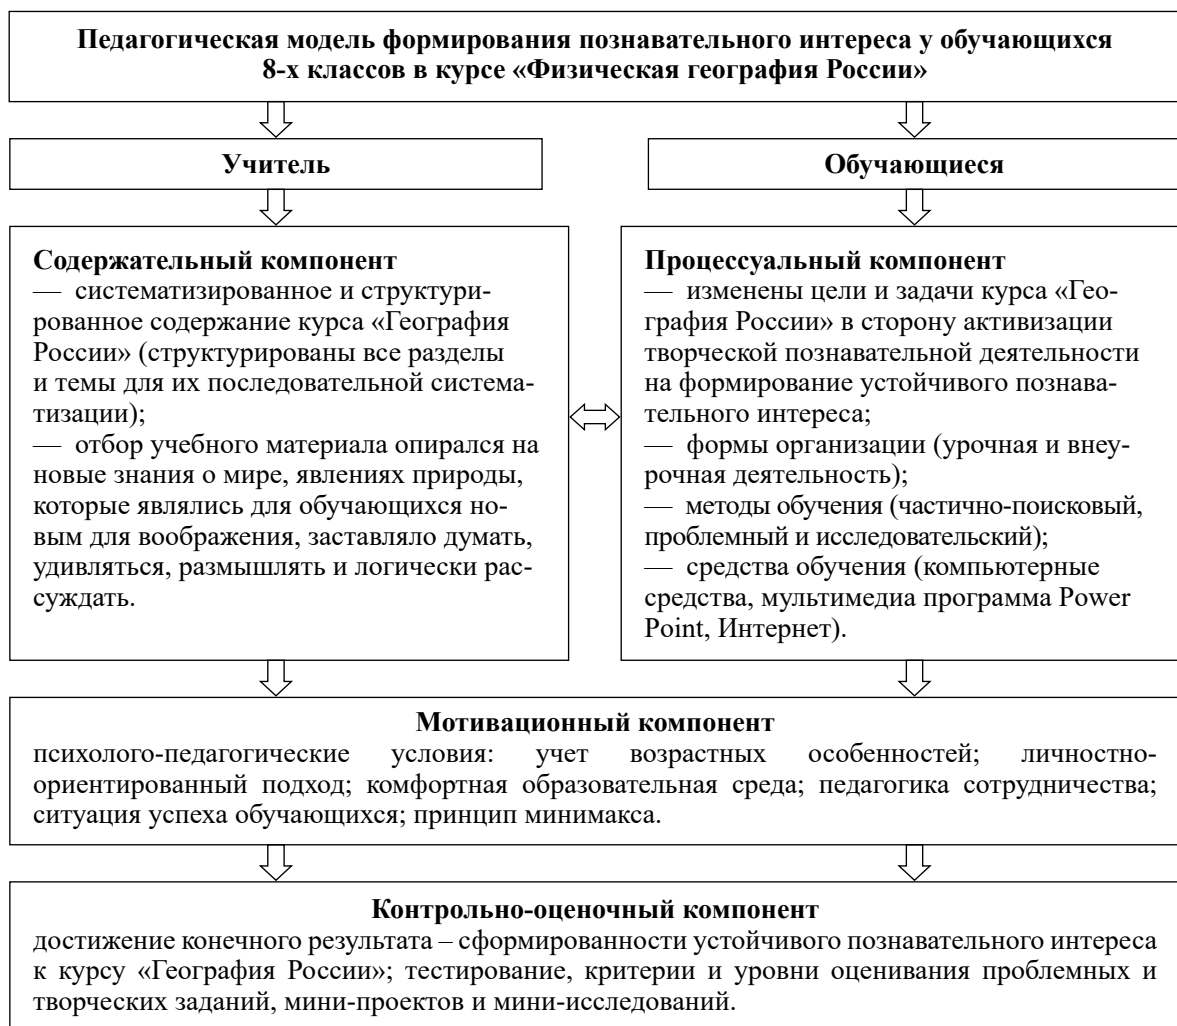 Педагогическая модель формирования познавательного интереса у обучающихся
8-х классов в курсе «Физическая география России»
Учитель
Обучающиеся
Содержательный компонент
— систематизированное и структури-
рованное содержание курса «География
России» (структурированы все разделы
и темы для их последовательной система-
тизации);
— отбор учебного материала опирался на
новые знания о мире, явлениях природы,
которые являлись для обучающихся но-
вым для воображения, заставляло думать,
удивляться, размышлять и логически рас-
суждать.
Процессуальный компонент
— изменены цели и задачи курса «Гео-
графия России» в сторону активизации
творческой познавательной деятельности
на формирование устойчивого познава-
тельного интереса;
— формы организации (урочная и внеу-
рочная деятельность);
— методы обучения (частично-поисковый,
проблемный и исследовательский);
— средства обучения (компьютерные
средства, мультимедиа программа Power
Point, Интернет).
Мотивационный компонент
психолого-педагогические условия: учет возрастных особенностей; личностно-
ориентированный подход; комфортная образовательная среда; педагогика сотрудничества;
ситуация успеха обучающихся; принцип минимакса.
Контрольно-оценочный компонент
достижение конечного результата – сформированности устойчивого познавательного интереса
к курсу «География России»; тестирование, критерии и уровни оценивания проблемных и
творческих заданий, мини-проектов и мини-исследований.